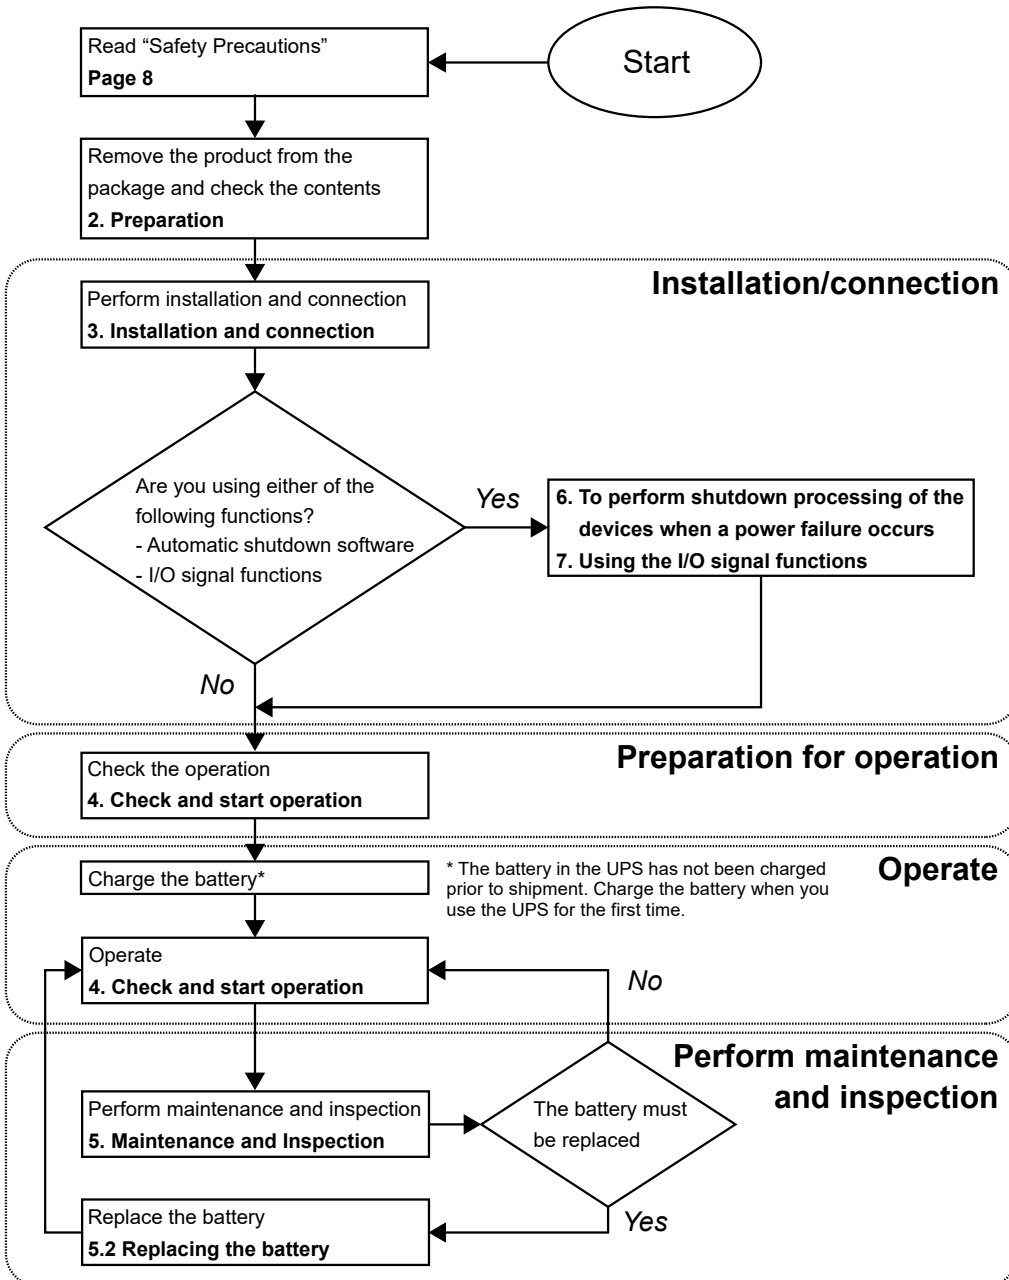 Start
Read “Safety Precautions”
Page 8
Remove the product from the
package and check the contents
2. Preparation
Installation/connection
Perform installation and connection
3. Installation and connection
Are you using either of the
following functions?
- Automatic shutdown software
- I/O signal functions
Yes
6. To perform shutdown processing of the
devices when a power failure occurs
7. Using the I/O signal functions
No
Preparation for operation
Check the operation
4. Check and start operation
Operate
Charge the battery*
* The battery in the UPS has not been charged
prior to shipment. Charge the battery when you
use the UPS for the first time.
Operate
4. Check and start operation
No
Perform maintenance
and inspection
Perform maintenance and inspection
5. Maintenance and Inspection
The battery must
be replaced
Yes
Replace the battery
5.2 Replacing the battery